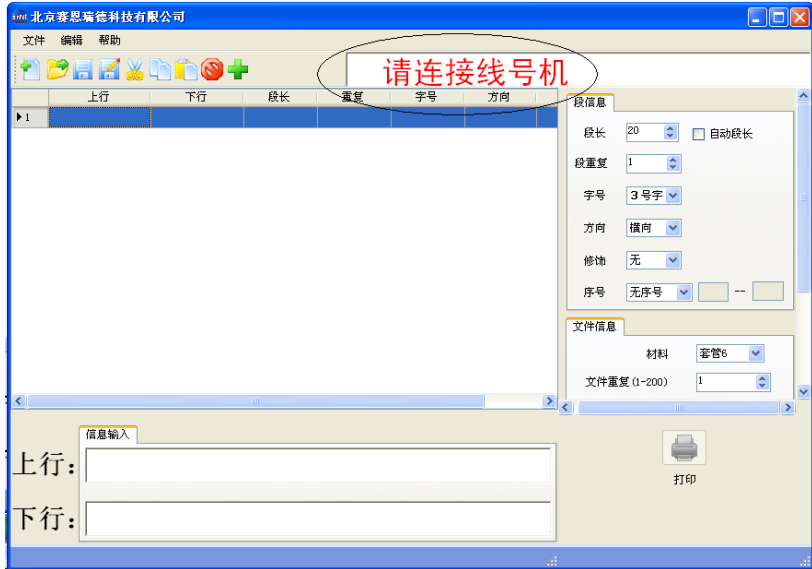 北京赛恩瑞德科技有限公司
文件 编辑 帮助
请连接线号机
上行 下行 段长 重复 字号 方向
1
段信息
段长 20 自动段长
段重复 1
字号 3号字
方向 横向
修饰 无
序号 无序号 --
文件信息
材料 套管6
文件重复(1-200) 1
信息输入
上行：
下行：
打印